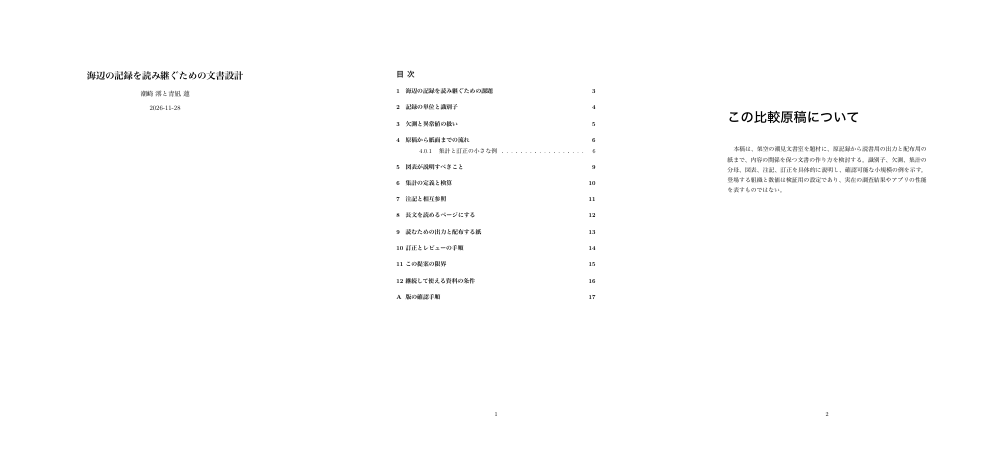 海辺の記録を読み継ぐための文書設計
潮崎 澪と青凪 遼
2026-11-28
目 次
1 海辺の記録を読み継ぐための課題 3
2 記録の単位と識別子 4
3 欠測と異常値の扱い 5
4 原稿から紙面までの流れ 6
4.0.1 集計と訂正の小さな例 . . . . . . . . . . . . . . . . . . 6
5 図表が説明すべきこと 9
6 集計の定義と検算 10
7 注記と相互参照 11
8 長文を読めるページにする 12
9 読むための出力と配布する紙 13
10 訂正とレビューの手順 14
11 この提案の限界 15
12 継続して使える資料の条件 16
A 版の確認手順 17
1
この比較原稿について
本稿は、架空の潮見文書室を題材に、原記録から読書用の出力と配布用の
紙まで、内容の関係を保つ文書の作り方を検討する。識別子、欠測、集計の
分母、図表、注記、訂正を具体的に説明し、確認可能な小規模の例を示す。
登場する組織と数値は検証用の設定であり、実在の調査結果やアプリの性能
を表すものではない。
2